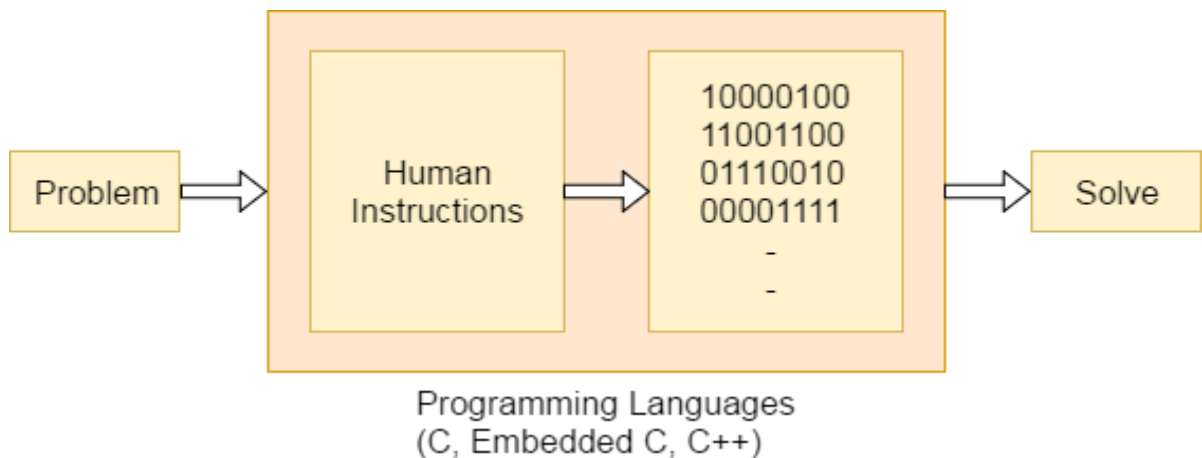 Problem
Human
Instructions
10000100
11001100
01110010
00001111
-
-
Solve
Programming Languages
(C, Embedded C, C++)